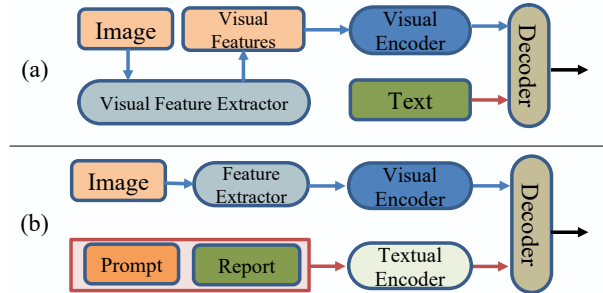 Image
Visual
Features
Visual
Encoder
Decoder
(a)
Visual Feature Extractor
Text
Image
Feature
Extractor
Visual
Encoder
Decoder
(b)
Prompt
Report
Textual
Encoder